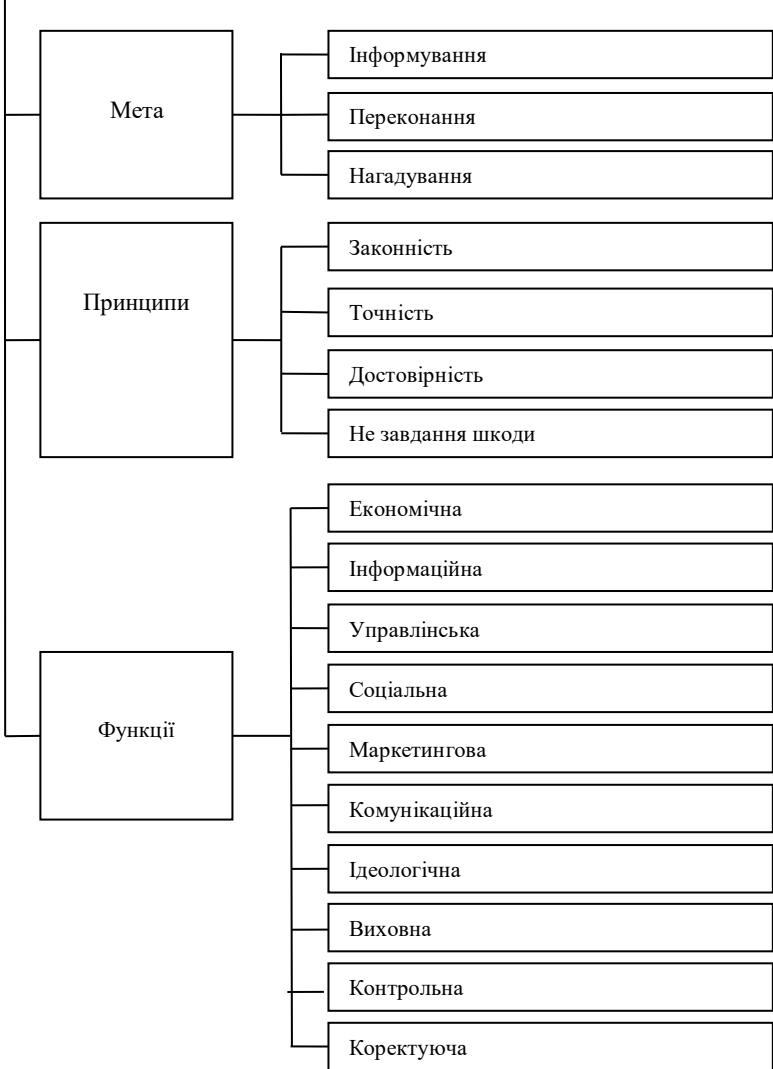 Мета
Інформування
Переконання
Нагадування
Принципи
Законність
Точність
Достовірність
Не завдання шкоди
Функції
Економічна
Інформаційна
Управлінська
Соціальна
Маркетингова
Комунікаційна
Ідеологічна
Виховна
Контрольна
Коректуюча